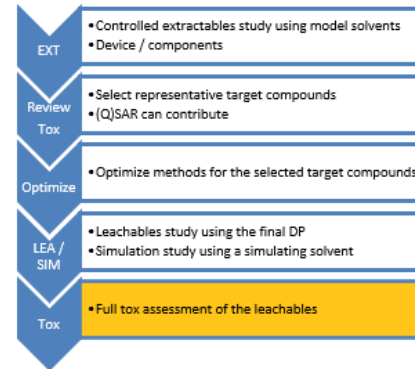 EXT
•Controlled extractables study using model solvents
•Device / components
Review
Tox
•Select representative target compounds
•(Q)SAR can contribute
Optimize
•Optimize methods for the selected target compounds
LEA /
SIM
•Leachables study using the final DP
•Simulation study using a simulating solvent
Tox
•Full tox assessment of the leachables